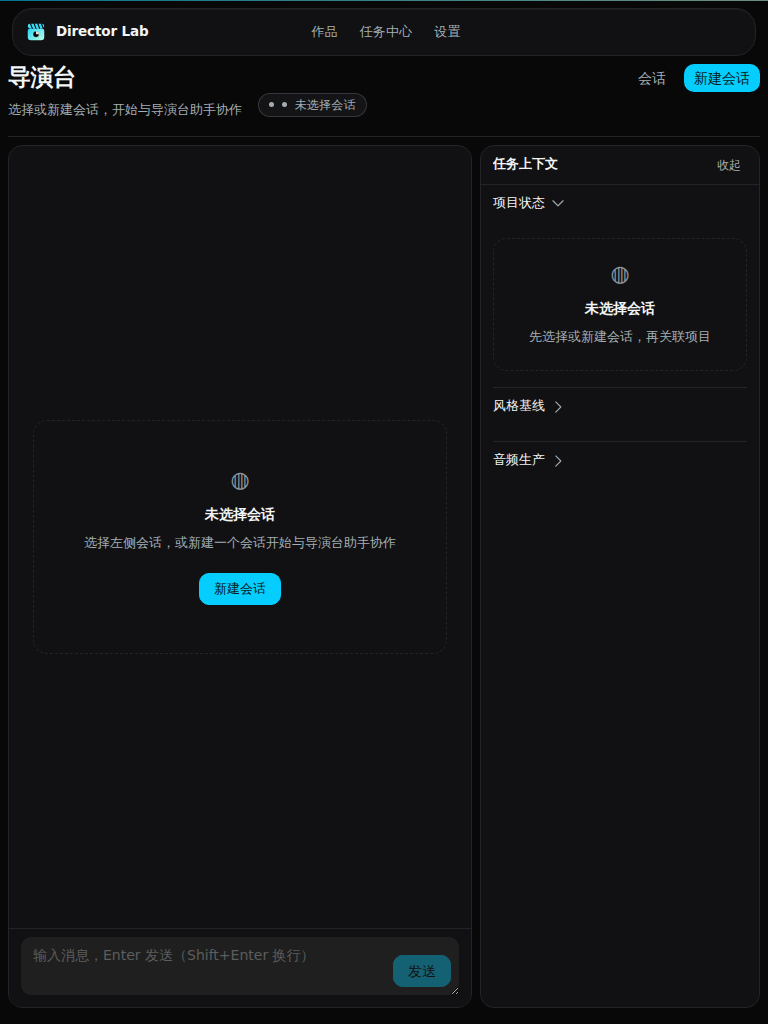 Director Lab
作品
任务中心
设置
导演台
会话
新建会话
选择或新建会话，开始与导演台助手协作
未选择会话
未选择会话
选择左侧会话，或新建一个会话开始与导演台助手协作
新建会话
输入消息，Enter 发送（Shift+Enter 换行）
发送
任务上下文
收起
项目状态
未选择会话
先选择或新建会话，再关联项目
风格基线
音频生产